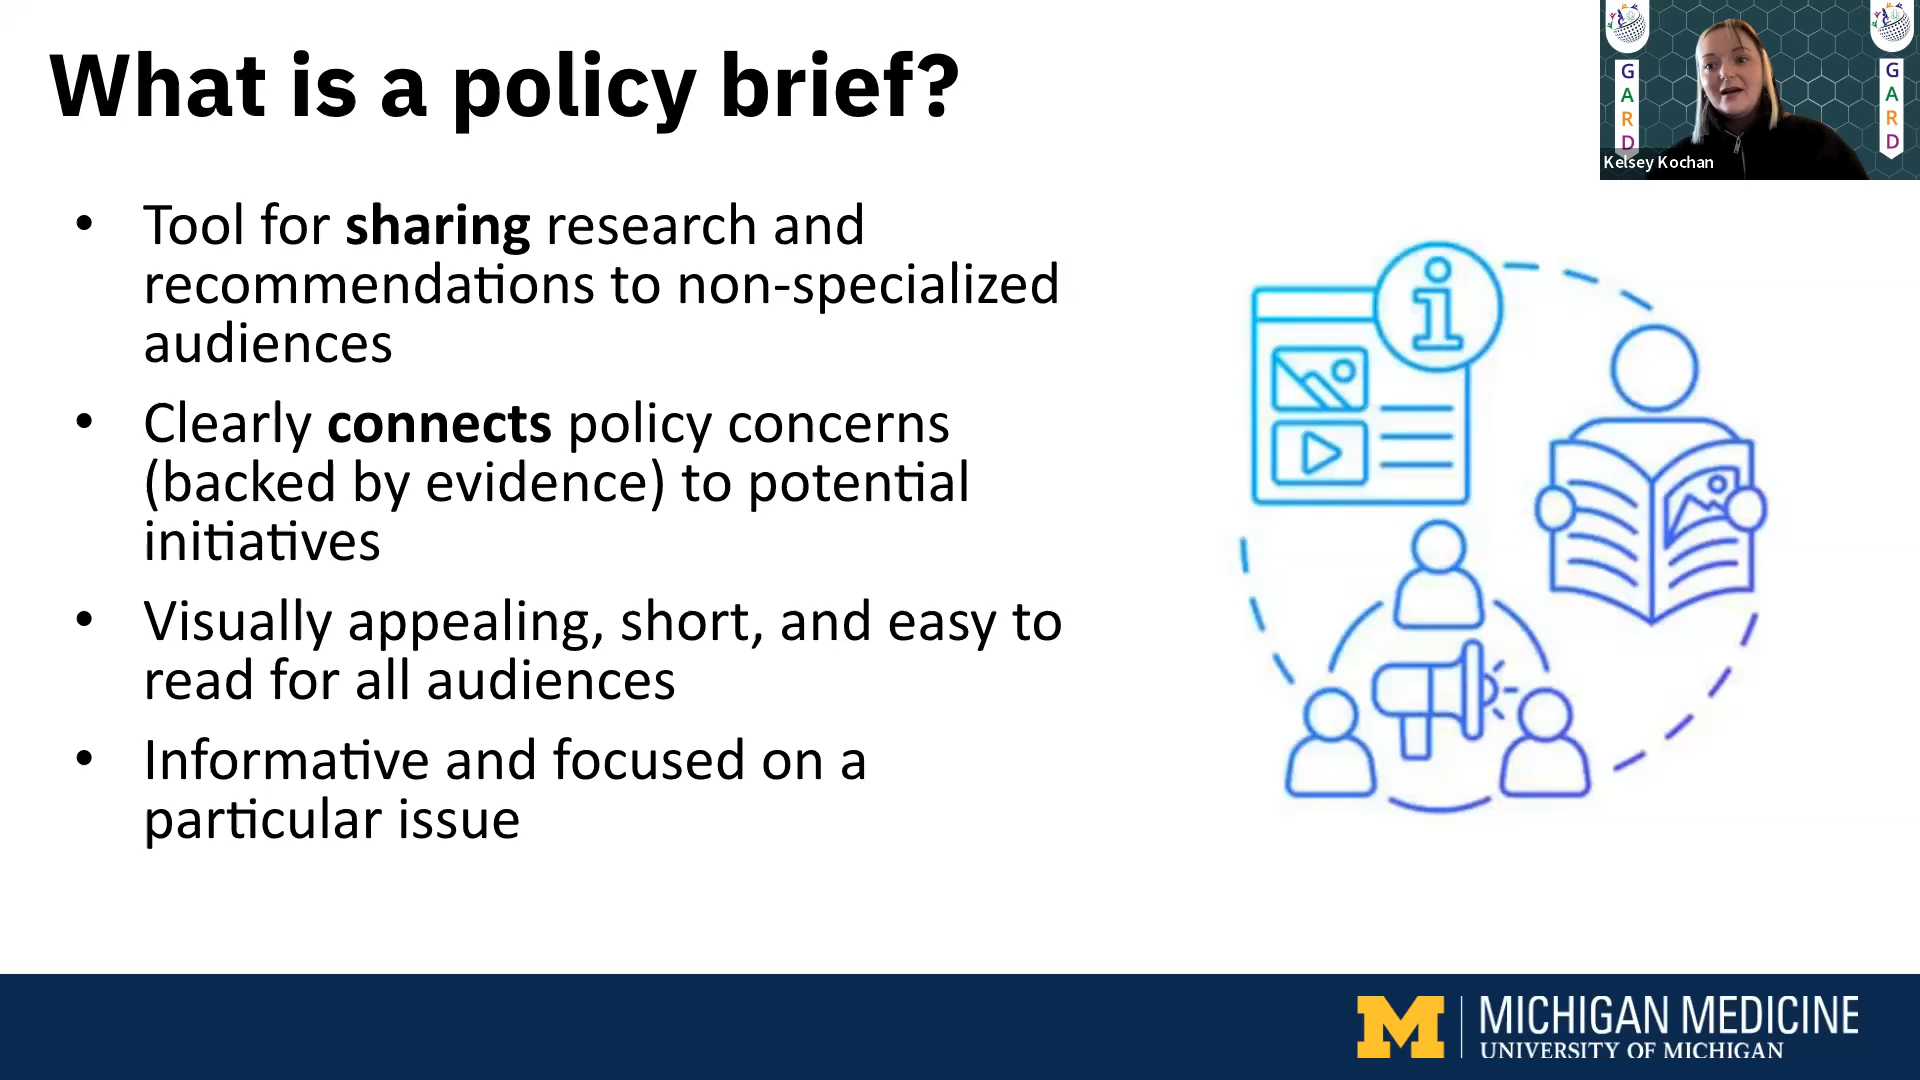 What is a policy brief?
• Tool for sharing research and
recommendations to non-specialized
audiences
• Clearly connects policy concerns
(backed by evidence) to potential
initiatives
• Visually appealing, short, and easy to
read for all audiences
• Informative and focused on a
particular issue
i
GARD
GARD
Kelsey Kochan
M
MICHIGAN MEDICINE
UNIVERSITY OF MICHIGAN